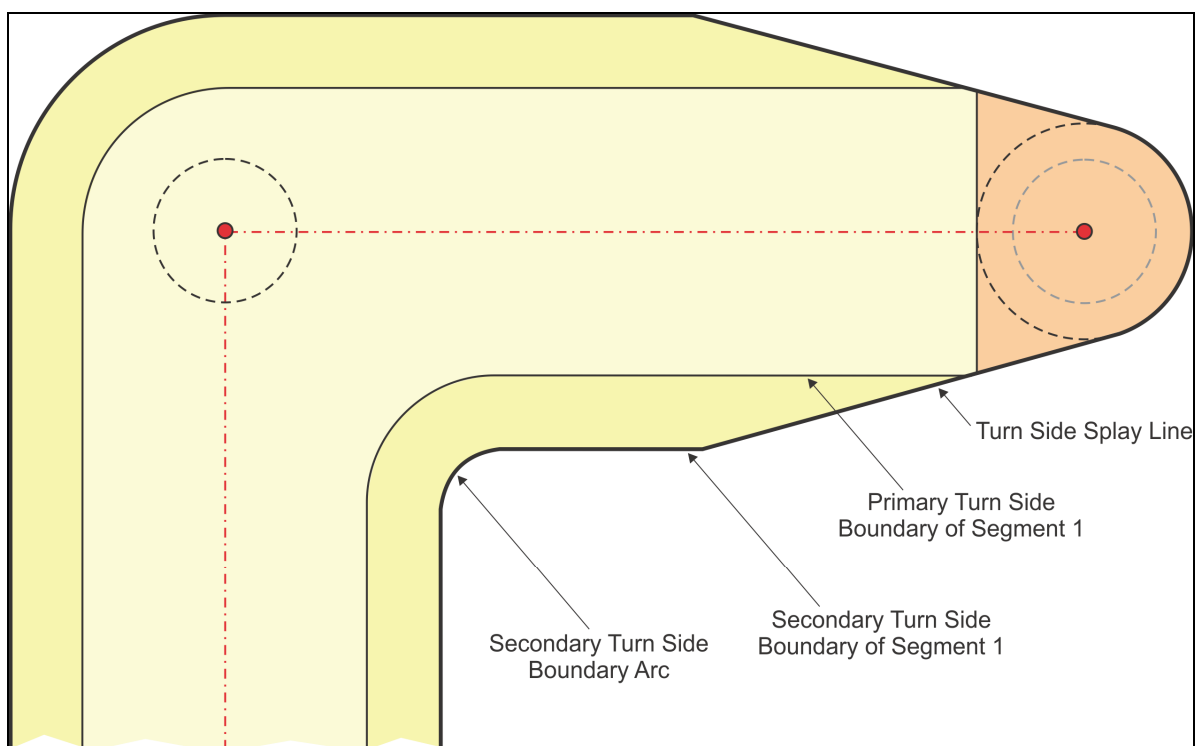 Turn Side Splay Line
Primary Turn Side
Boundary of Segment 1
Secondary Turn Side
Boundary of Segment 1
Secondary Turn Side
Boundary Arc